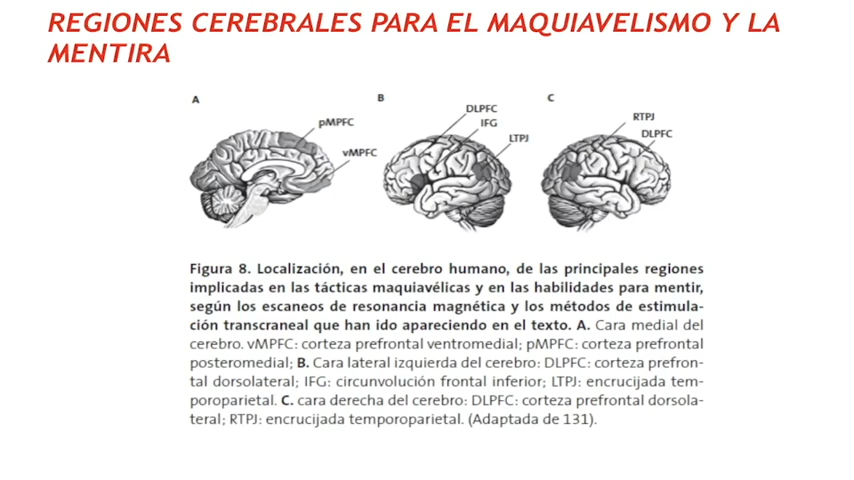 REGIONES CEREBRALES PARA EL MAQUIAVELISMO Y LA
MENTIRA
A
B
C
pMPFC
vMPFC
DLPFC
IFG
LTPJ
RTPJ
DLPFC
Figura 8. Localización, en el cerebro humano, de las principales regiones
implicadas en las tácticas maquiavélicas y en las habilidades para mentir,
según los escaneos de resonancia magnética y los métodos de estimula-
ción transcraneal que han ido apareciendo en el texto. A. Cara medial del
cerebro. vMPFC: corteza prefrontal ventromedial; pMPFC: corteza prefrontal
posteromedial; B. Cara lateral izquierda del cerebro: DLPFC: corteza prefron-
tal dorsolateral; IFG: circunvolución frontal inferior; LTPJ: encrucijada tem-
poroparietal. C. cara derecha del cerebro: DLPFC: corteza prefrontal dorsola-
teral; RTPJ: encrucijada temporoparietal. (Adaptada de 131).